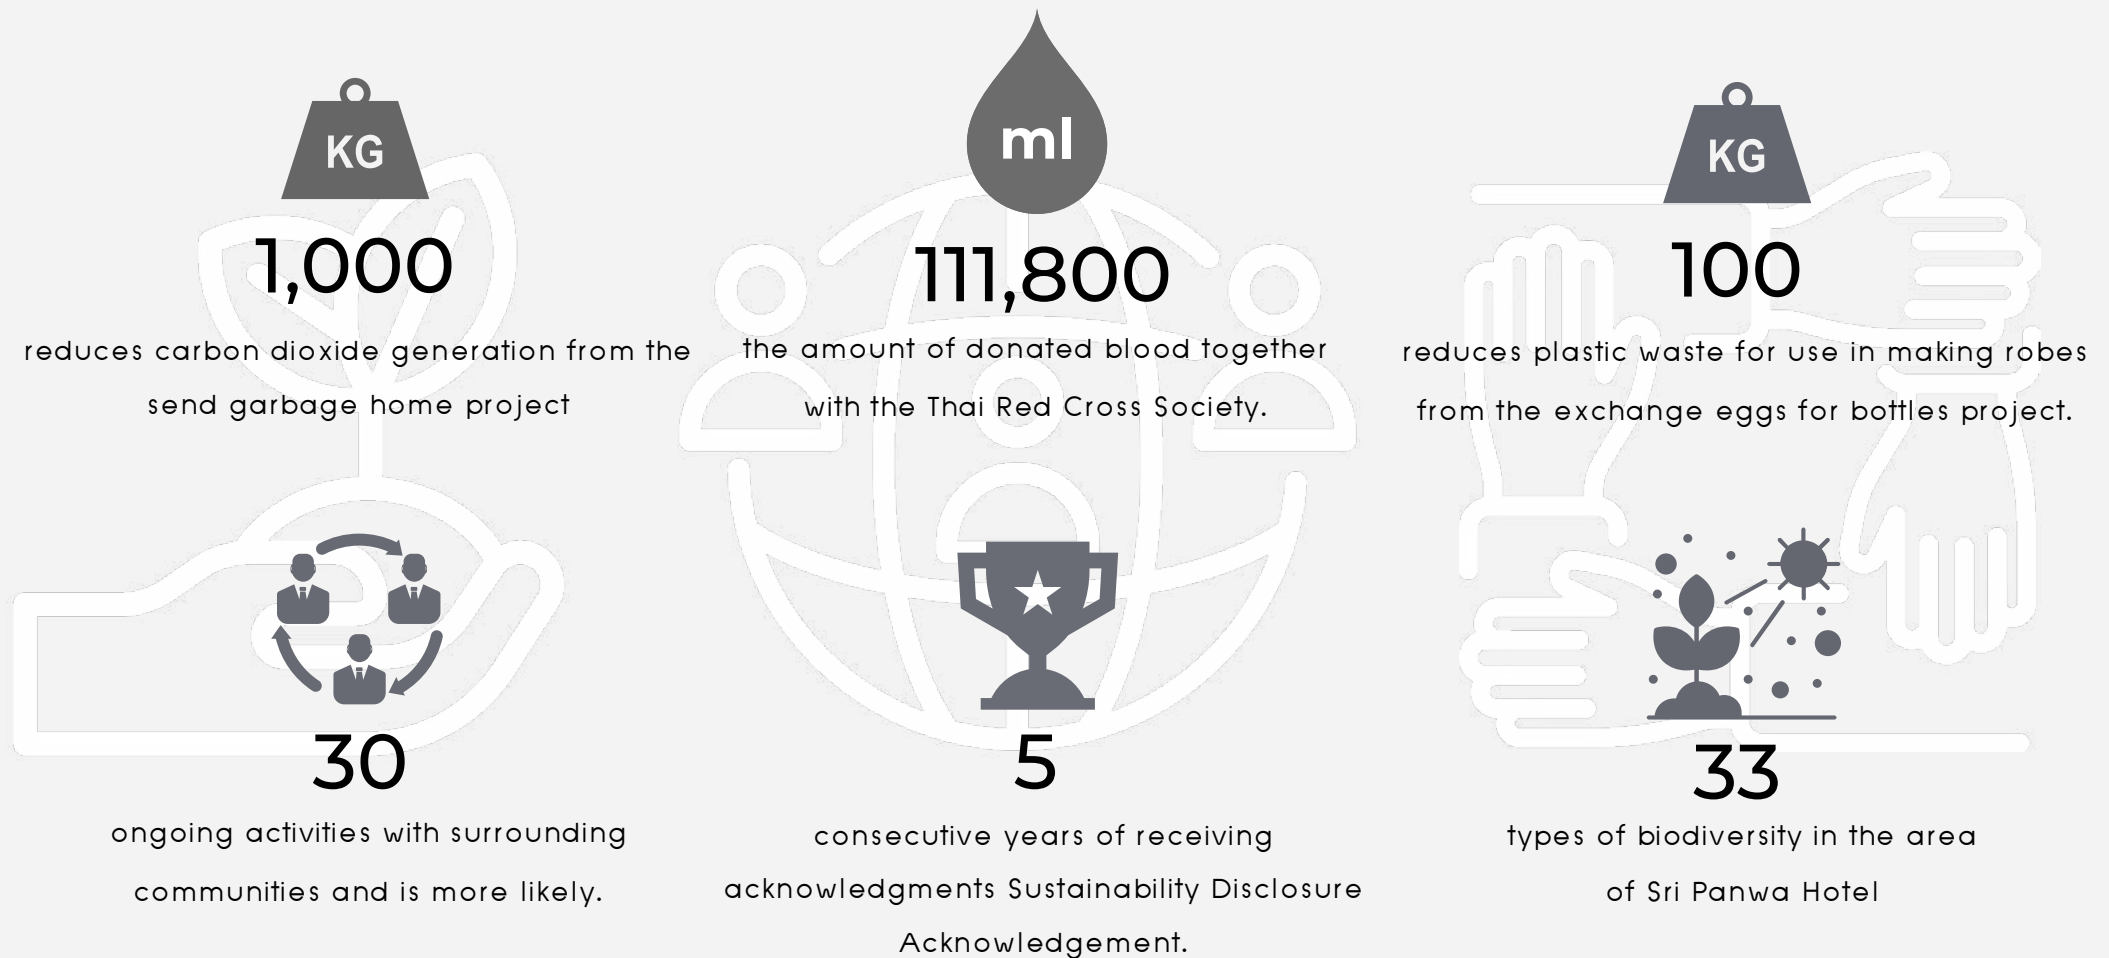 KG
1,000
reduces carbon dioxide generation from the
send garbage home project
ml
111,800
the amount of donated blood together
with the Thai Red Cross Society.
KG
100
reduces plastic waste for use in making robes
from the exchange eggs for bottles project.
30
ongoing activities with surrounding
communities and is more likely.
5
consecutive years of receiving
acknowledgments Sustainability Disclosure
Acknowledgement.
33
types of biodiversity in the area
of Sri Panwa Hotel